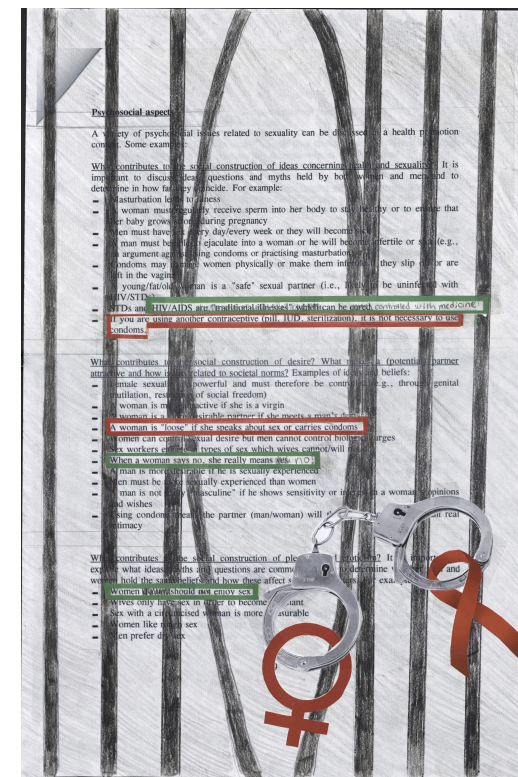 Psychosocial aspects
A variety of psychosocial issues related to sexuality can be discussed in a health promotion
context. Some examples:
What contributes to the social construction of ideas concerning health and sexuality? It is
important to discuss ideas, questions and myths held by both women and men and to
determine in how far they coincide. For example:
- Masturbation leads to illness
- A woman must regularly receive sperm into her body to stay healthy or to ensure that
her baby grows strong during pregnancy
- Men must have sex every day/every week or they will become sick
- A man must be able to ejaculate into a woman or he will become infertile or sick (e.g.,
an argument against using condoms or practising masturbation)
- Condoms may damage women physically or make them infertile if they slip or are
left in the vagina
- A young/fat/old woman is a "safe" sexual partner (i.e., likely to be uninfected with
HIV/STDs)
- STDs and HIV/AIDS are "traditional illnesses" which can be cured controlled with medicine"
- If you are using another contraceptive (pill, IUD, sterilization), it is not necessary to use
condoms.
What contributes to the social construction of desire? What makes a (potential) partner
attractive and how is this related to societal norms? Examples of ideas and beliefs:
- Female sexuality is powerful and must therefore be controlled (e.g., through genital
mutilation, restriction of social freedom)
- A woman is more attractive if she is a virgin
- A woman is a more desirable partner if she meets a man's
- A woman is "loose" if she speaks about sex or carries condoms
- Women can control sexual desire but men cannot control biological urges
- Sex workers enjoy types of sex which wives cannot/will
- When a woman says no, she really means no!
- A man is more desirable if he is sexually experienced
- Men must be more sexually experienced than women
- A man is not really "masculine" if he shows sensitivity or interest in a woman's opinions
and wishes
- Using condoms means the partner (man/woman) will real
intimacy
What contributes to the social construction of pleasure and eroticism? It is important
explore what ideas, myths and questions are common determine and
women hold the same beliefs and how these affect
- Women should not enjoy sex
- Wives only have sex in order to become pregnant
- Sex with a circumcised woman is more pleasurable
- Women like rough sex
- Men prefer dry sex